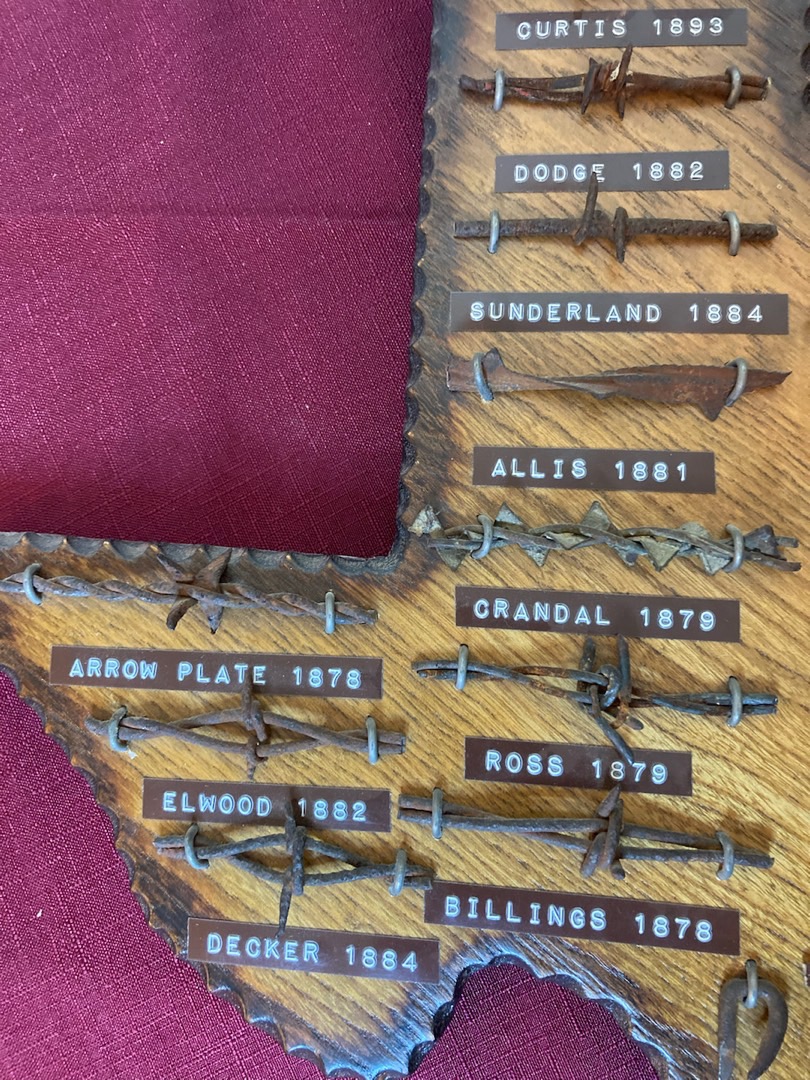 CURTIS 1893
DODGE 1882
SUNDERLAND 1884
ALLIS 1881
CRANDAL 1879
ARROW PLATE 1878
ROSS 1879
ELWOOD 1882
BILLINGS 1878
DECKER 1884